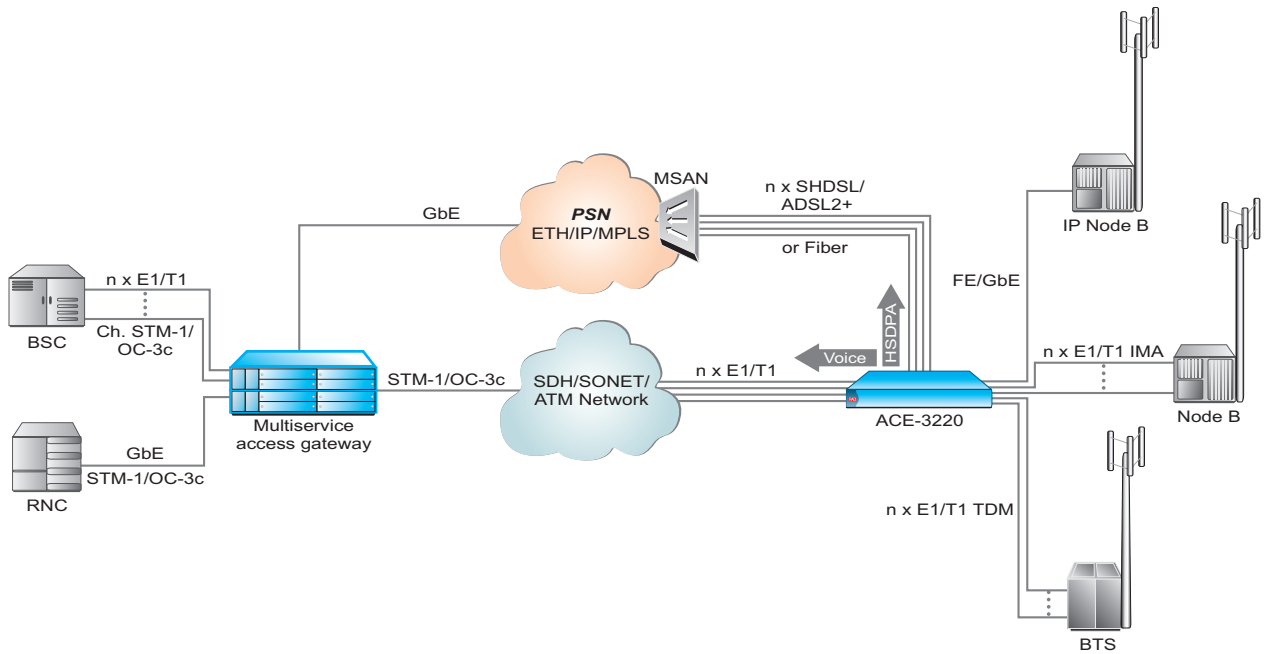 IP Node B
MSAN
n x SHDSL/
ADSL2+
or Fiber
GbE
PSN
ETH/IP/MPLS
FE/GbE
n x E1/T1
Ch. STM-1/
OC-3c
BSC
HSDPA
Voice
n x E1/T1 IMA
Node B
STM-1/OC-3c
SDH/SONET/
ATM Network
n x E1/T1
ACE-3220
Multiservice
access gateway
GbE
STM-1/OC-3c
RNC
n x E1/T1 TDM
BTS